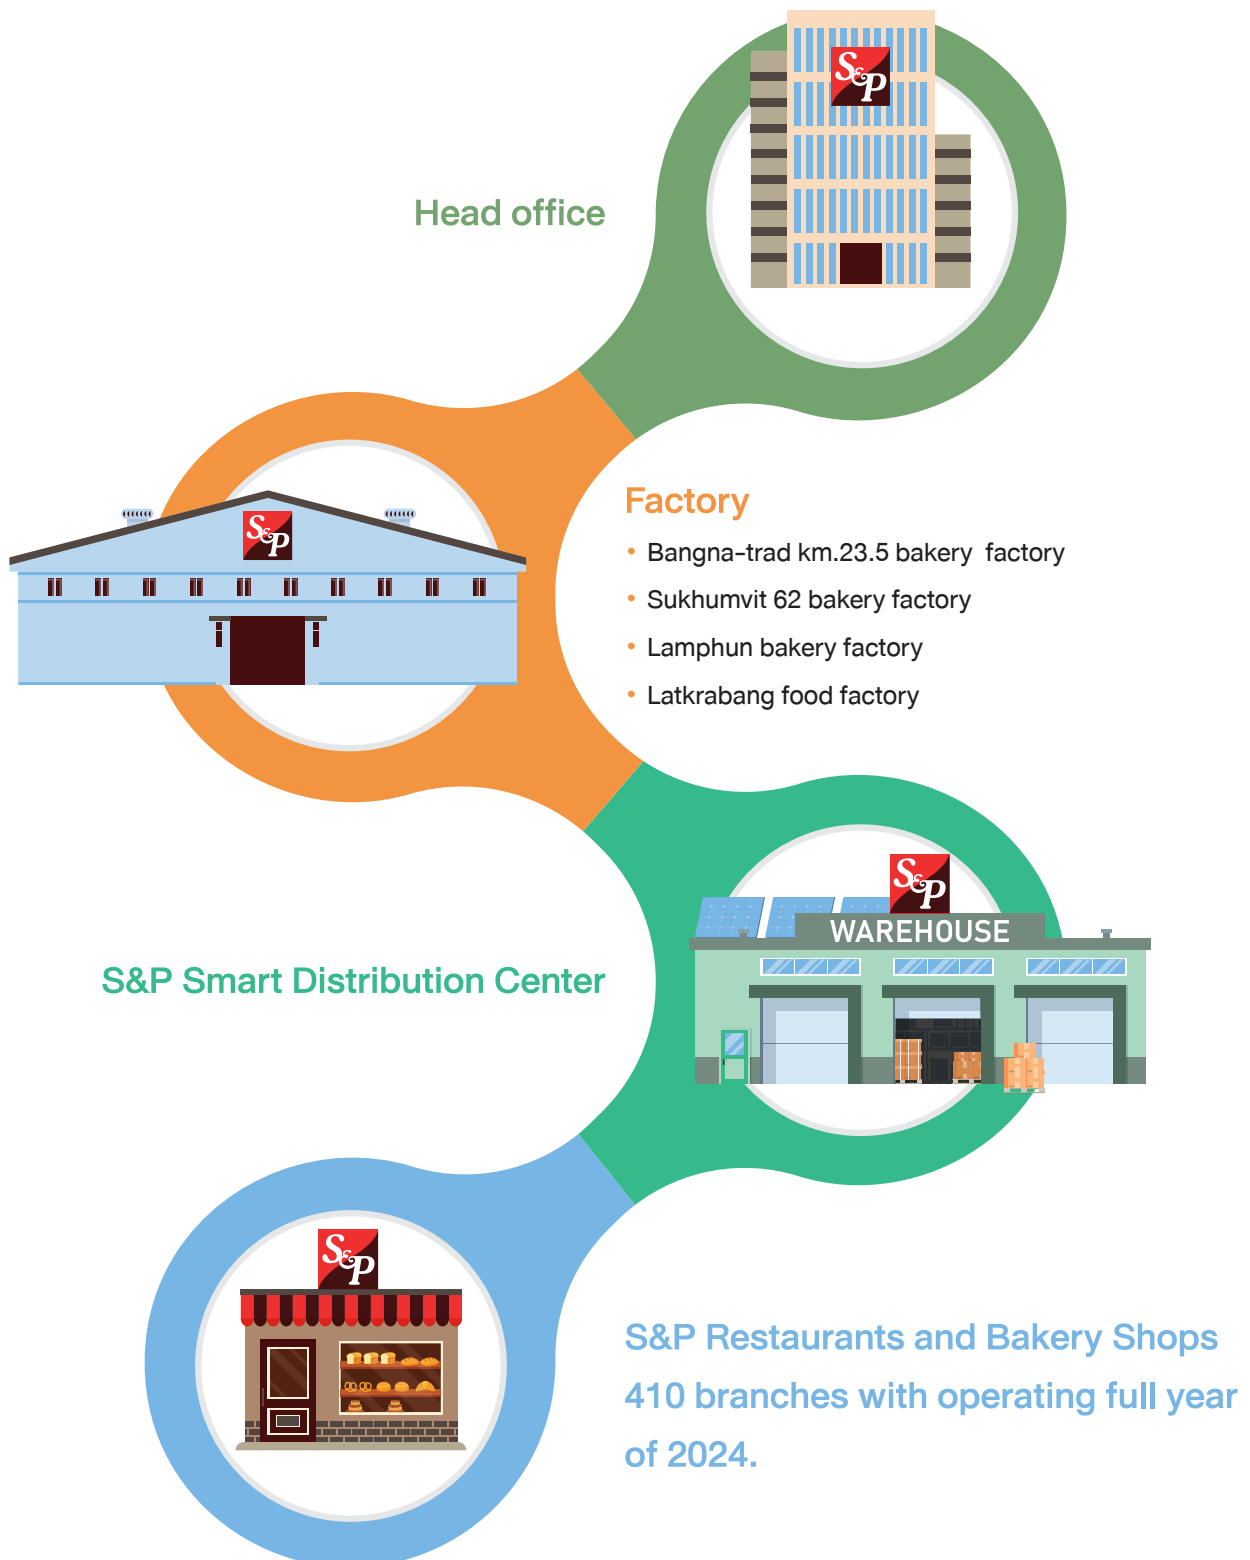 S&P
Head office
S&P
Factory
• Bangna-trad km.23.5 bakery factory
• Sukhumvit 62 bakery factory
• Lamphun bakery factory
• Latkrabang food factory
S&P
WAREHOUSE
S&P Smart Distribution Center
S&P
S&P Restaurants and Bakery Shops
410 branches with operating full year
of 2024.